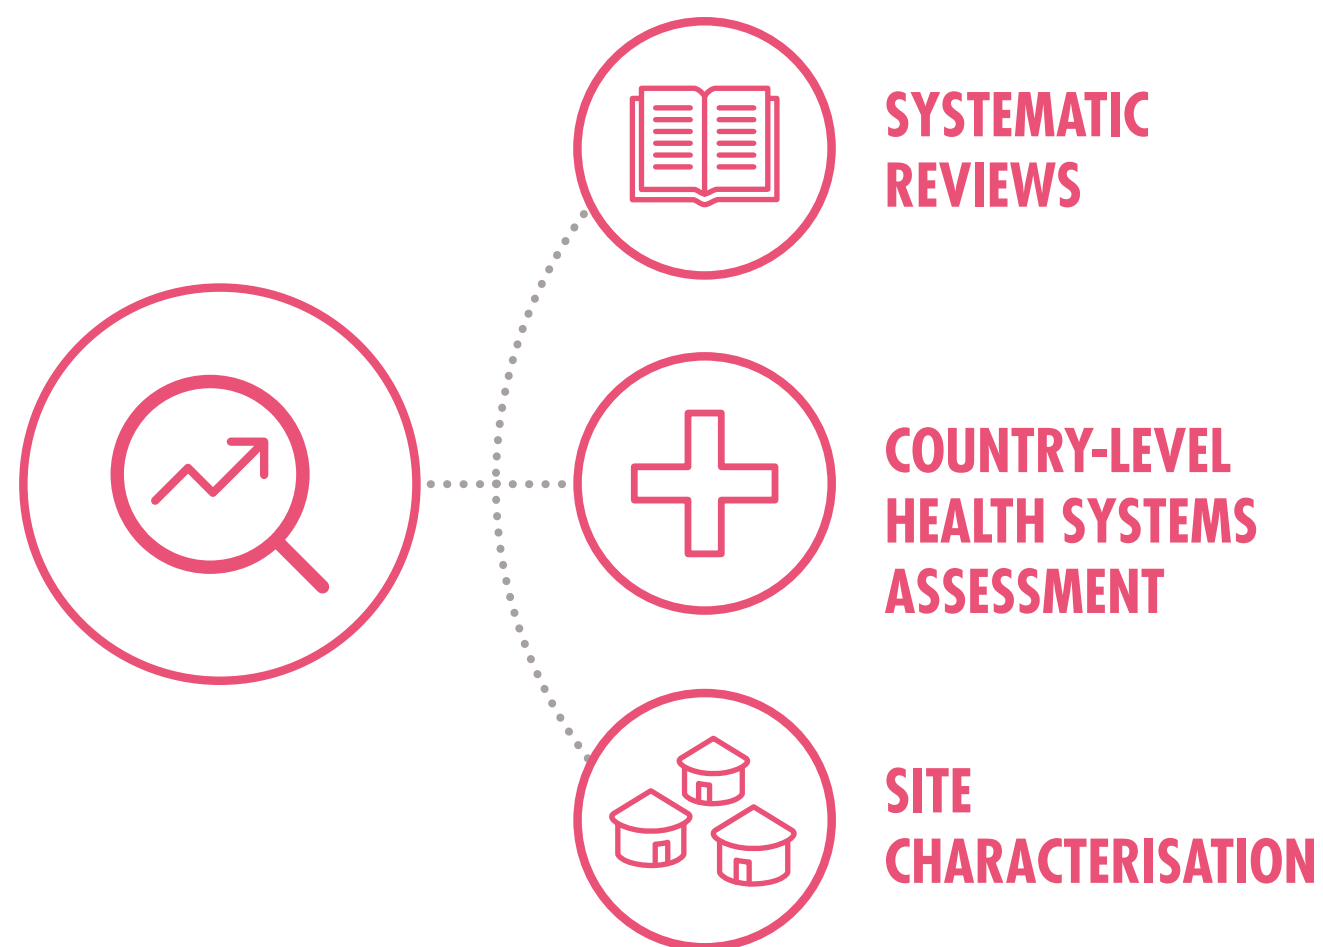 SYSTEMATIC
REVIEWS
COUNTRY-LEVEL
HEALTH SYSTEMS
ASSESSMENT
SITE
CHARACTERISATION